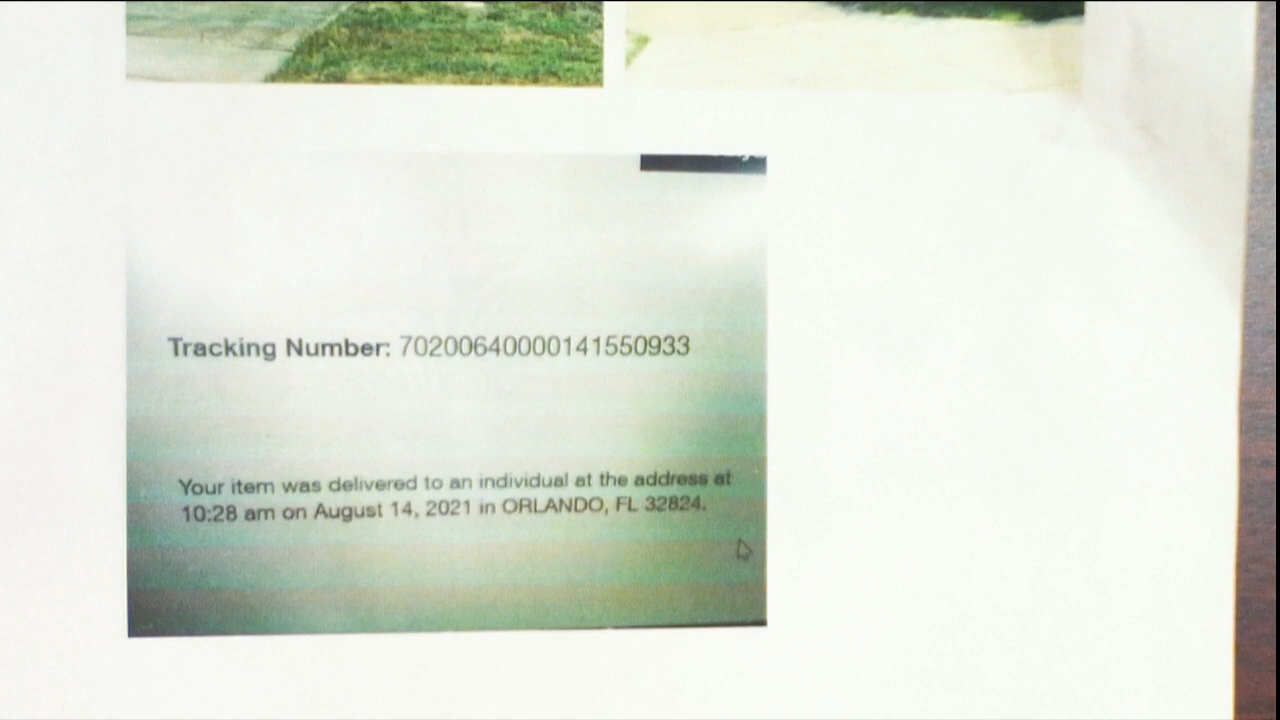 Tracking Number: 70200640000141550933
Your item was delivered to an individual at the address at
10:28 am on August 14, 2021 in ORLANDO, FL 32824.